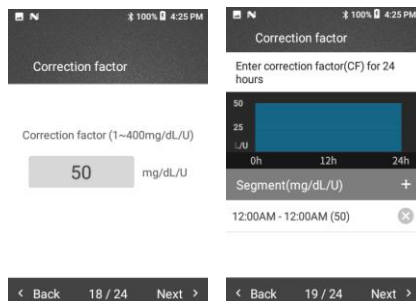 100% 4:25 PM
Correction factor
Correction factor (1~400mg/dL/U)
50 mg/dL/U
< Back 18 / 24 Next >
100% 4:25 PM
Correction factor
Enter correction factor(CF) for 24
hours
50
25
L/U
0h 12h 24h
Segment(mg/dL/U) +
12:00AM - 12:00AM (50)
< Back 19 / 24 Next >